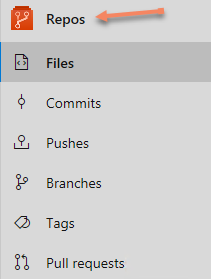 Repos
Files
Commits
Pushes
Branches
Tags
Pull requests